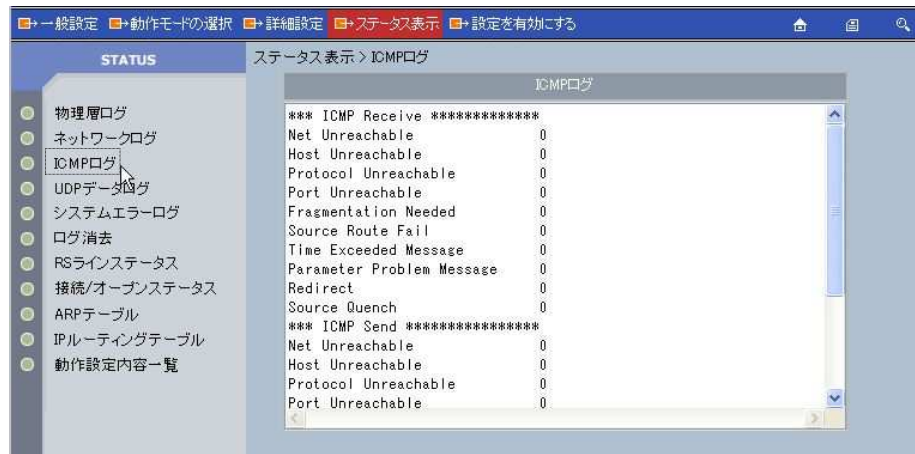 一般設定 動作モードの選択 詳細設定 ステータス表示 設定を有効にする
STATUS
ステータス表示 > ICMPログ
物理層ログ
ネットワークログ
ICMPログ
UDPデータログ
システムエラーログ
ログ消去
RSラインステータス
接続/オープンステータス
ARPテーブル
IPルーティングテーブル
動作設定内容一覧
ICMPログ
*** ICMP Receive *************
Net Unreachable 0
Host Unreachable 0
Protocol Unreachable 0
Port Unreachable 0
Fragmentation Needed 0
Source Route Fail 0
Time Exceeded Message 0
Parameter Problem Message 0
Redirect 0
Source Quench 0
*** ICMP Send ****************
Net Unreachable 0
Host Unreachable 0
Protocol Unreachable 0
Port Unreachable 0